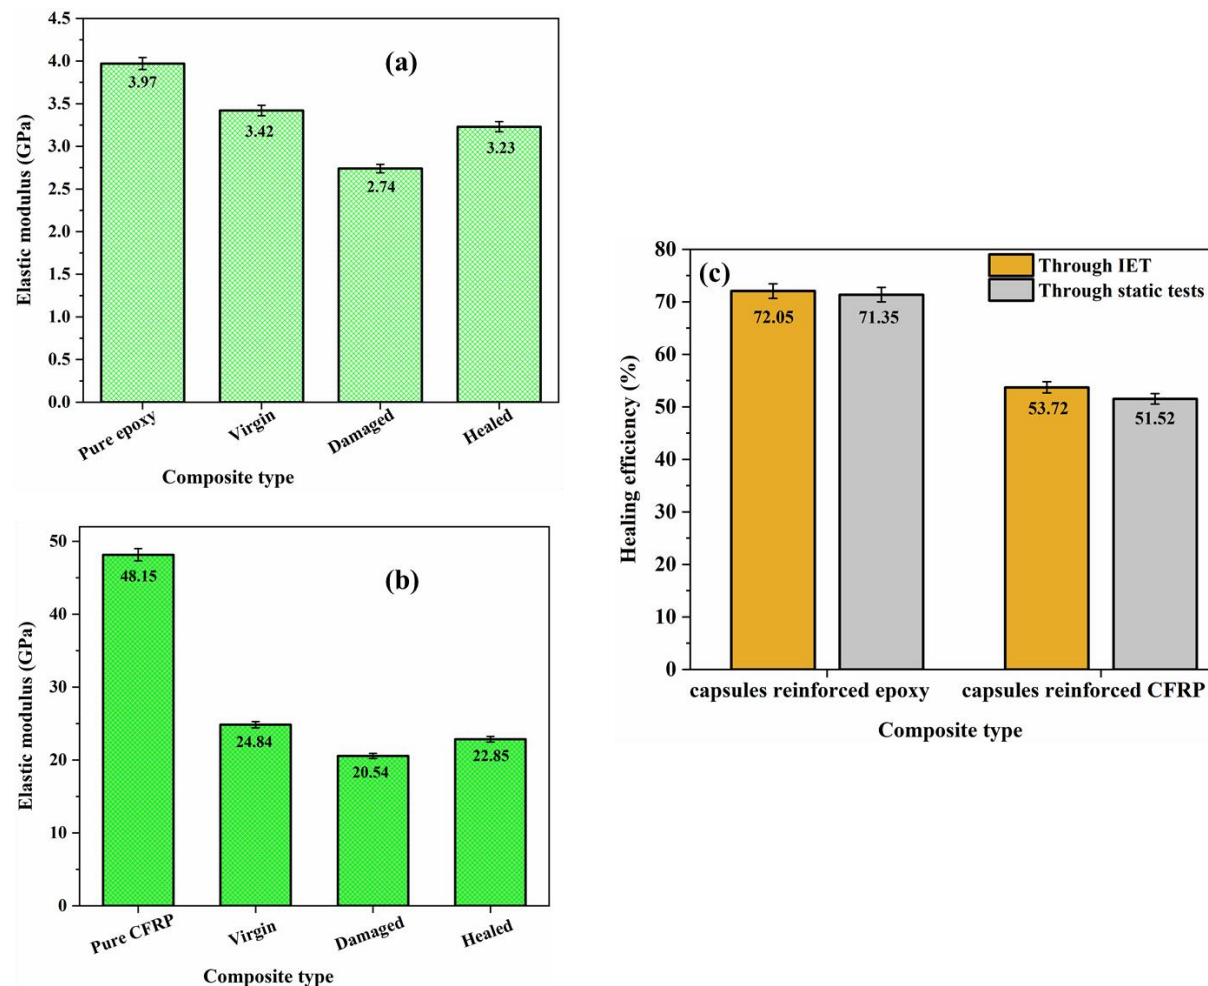 (a)
Elastic modulus (GPa)
4.5
4.0
3.5
3.0
2.5
2.0
1.5
1.0
0.5
0.0
3.97
3.42
2.74
3.23
Pure epoxy
Virgin
Damaged
Healed
Composite type
(b)
Elastic modulus (GPa)
50
40
30
20
10
0
48.15
24.84
20.54
22.85
Pure CFRP
Virgin
Damaged
Healed
Composite type
(c)
Through IET
Through static tests
Healing efficiency (%)
80
70
60
50
40
30
20
10
0
72.05
71.35
53.72
51.52
capsules reinforced epoxy
capsules reinforced CFRP
Composite type